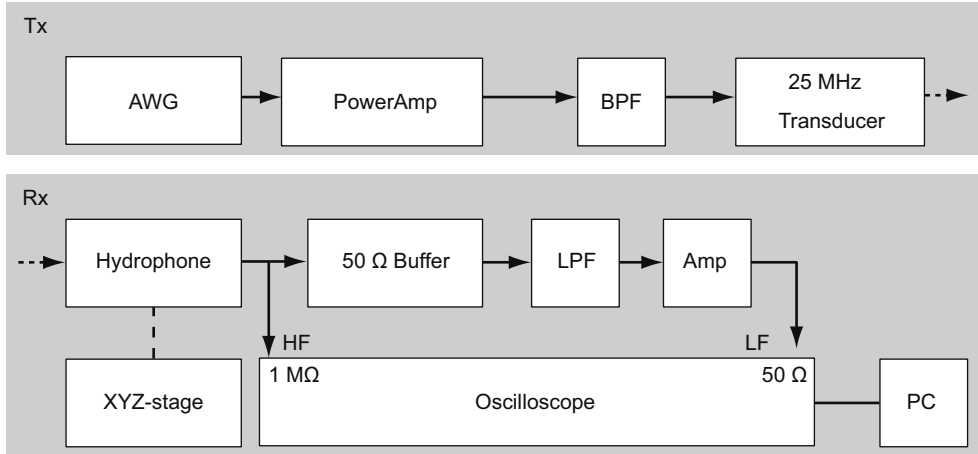 Tx
AWG
PowerAmp
BPF
25 MHz
Transducer
Rx
Hydrophone
50 Ω Buffer
LPF
Amp
HF
LF
1 MΩ
50 Ω
XYZ-stage
Oscilloscope
PC